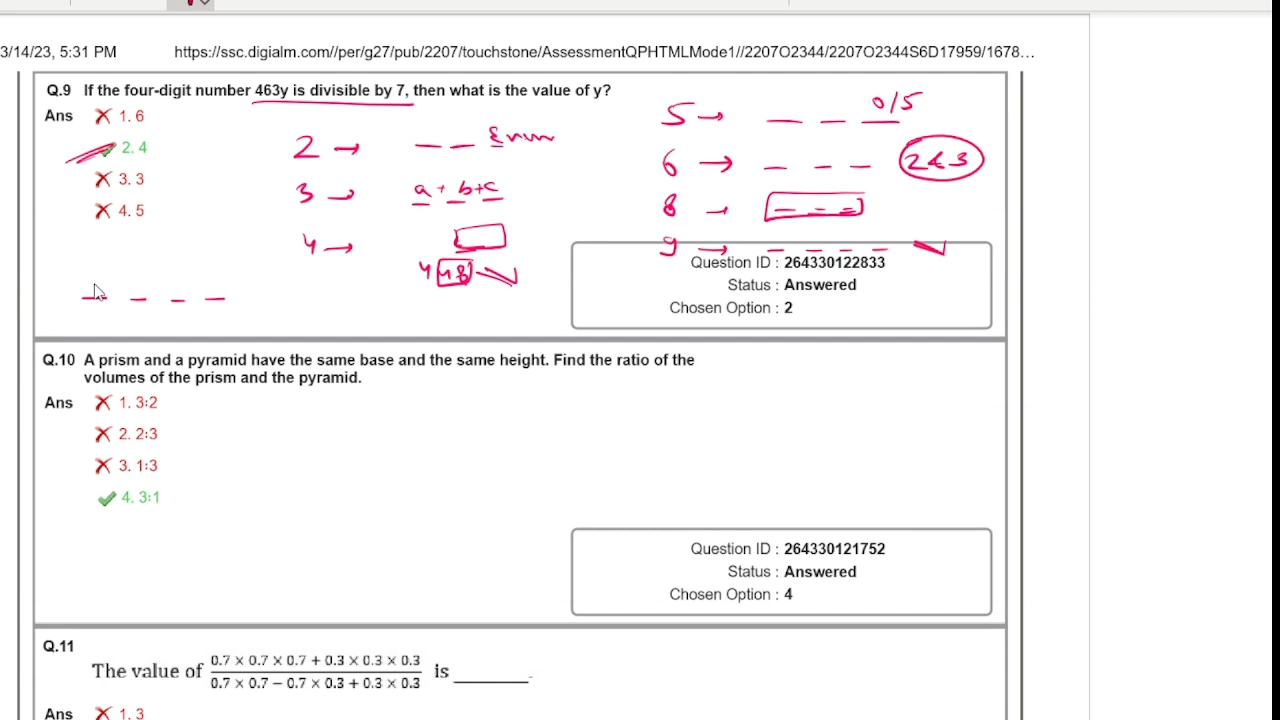 3/14/23, 5:31 PM https://ssc.digialm.com//per/g27/pub/2207/touchstone/AssessmentQPHTMLMode1//2207O2344/2207O2344S6D17959/1678...
Q.9 If the four-digit number 463y is divisible by 7, then what is the value of y?
Ans 1. 6
2. 4
3. 3
4. 5
2 →
3 → a + b + c
4 →
4 48
5 → 0/5
6 → 2 & 3
8 →
9 →
Question ID : 264330122833
Status : Answered
Chosen Option : 2
Q.10 A prism and a pyramid have the same base and the same height. Find the ratio of the
volumes of the prism and the pyramid.
Ans 1. 3:2
2. 2:3
3. 1:3
4. 3:1
Question ID : 264330121752
Status : Answered
Chosen Option : 4
Q.11
The value of 0.7 × 0.7 × 0.7 + 0.3 × 0.3 × 0.3 / 0.7 × 0.7 − 0.7 × 0.3 + 0.3 × 0.3 is ________.
Ans 1. 3